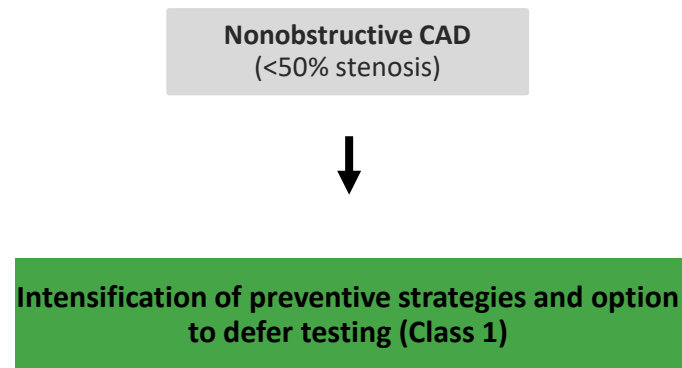 Nonobstructive CAD
(<50% stenosis)
Intensification of preventive strategies and option
to defer testing (Class 1)